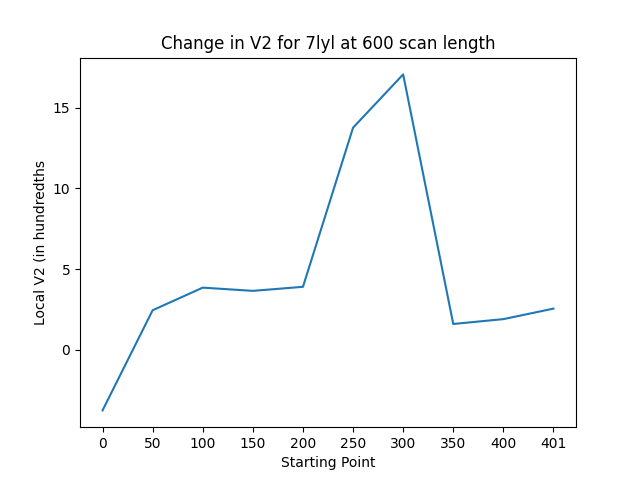 Change in V2 for 7lyl at 600 scan length
15
10
5
0
Local V2 (in hundredths
0 50 100 150 200 250 300 350 400 401
Starting Point